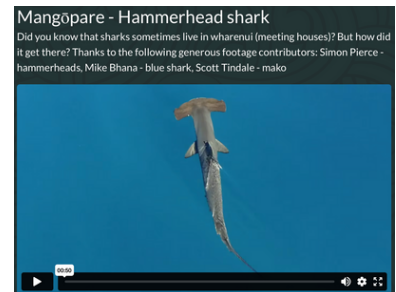 Mangōpare - Hammerhead shark
Did you know that sharks sometimes live in wharenui (meeting houses)? But how did
it get there? Thanks to the following generous footage contributors: Simon Pierce -
hammerheads, Mike Bhana - blue shark, Scott Tindale - mako
00:50